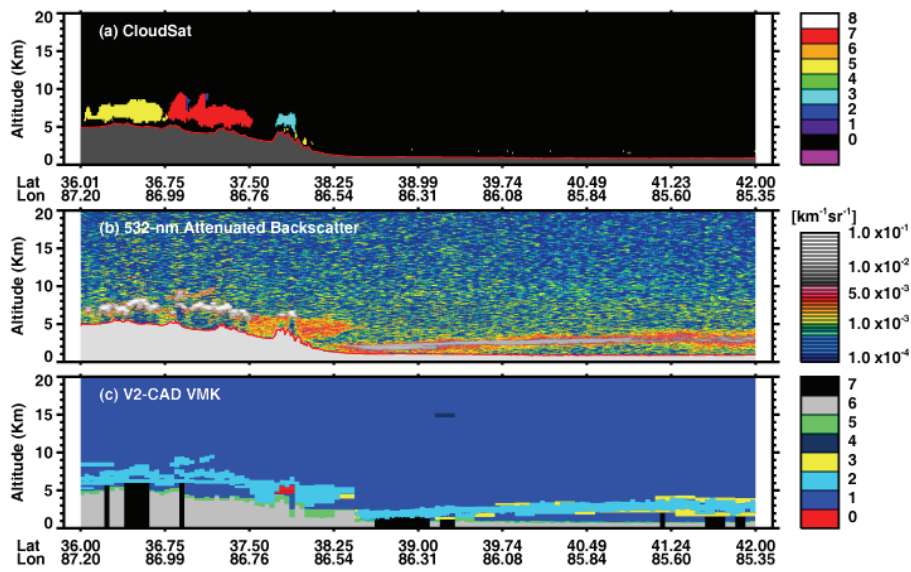 20
15
10
5
0
Altitude (Km)
(a) CloudSat
8
7
6
5
4
3
2
1
0
Lat 36.01 36.75 37.50 38.25 38.99 39.74 40.49 41.23 42.00
Lon 87.20 86.99 86.76 86.54 86.31 86.08 85.84 85.60 85.35
20
15
10
5
0
Altitude (Km)
(b) 532-nm Attenuated Backscatter
[km⁻¹sr⁻¹]
1.0 x10⁻¹
1.0 x10⁻²
5.0 x10⁻³
1.0 x10⁻³
1.0 x10⁻⁴
20
15
10
5
0
Altitude (Km)
(c) V2-CAD VMK
7
6
5
4
3
2
1
0
Lat 36.00 36.75 37.50 38.25 39.00 39.74 40.49 41.24 42.00
Lon 87.20 86.99 86.76 86.54 86.31 86.08 85.84 85.60 85.35